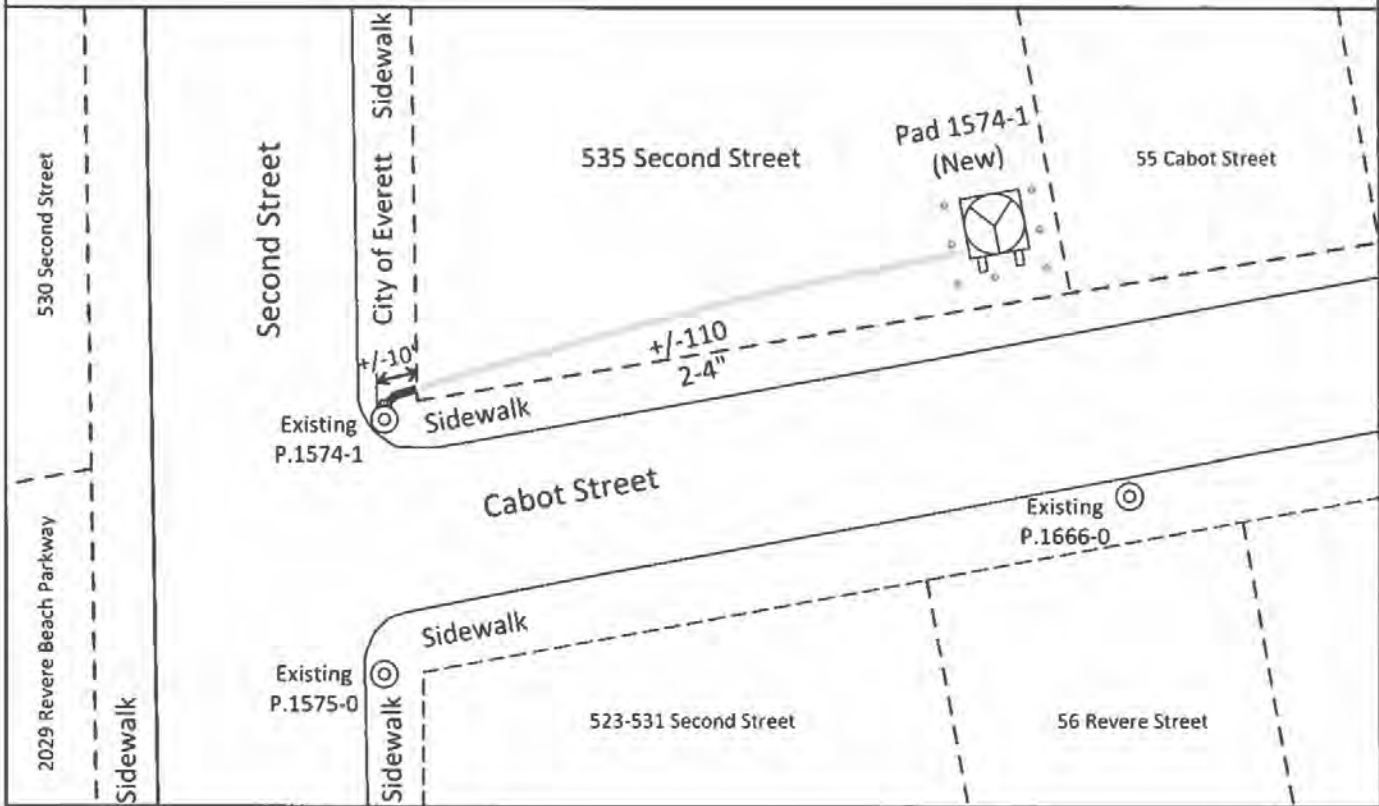 530 Second Street
Second Street
City of Everett
Sidewalk
535 Second Street
Pad 1574-1
(New)
55 Cabot Street
+/-10'
+/-110
2-4"
Existing
P.1574-1
Sidewalk
Cabot Street
Existing
P.1666-0
2029 Revere Beach Parkway
Sidewalk
Sidewalk
Existing
P.1575-0
Sidewalk
523-531 Second Street
56 Revere Street